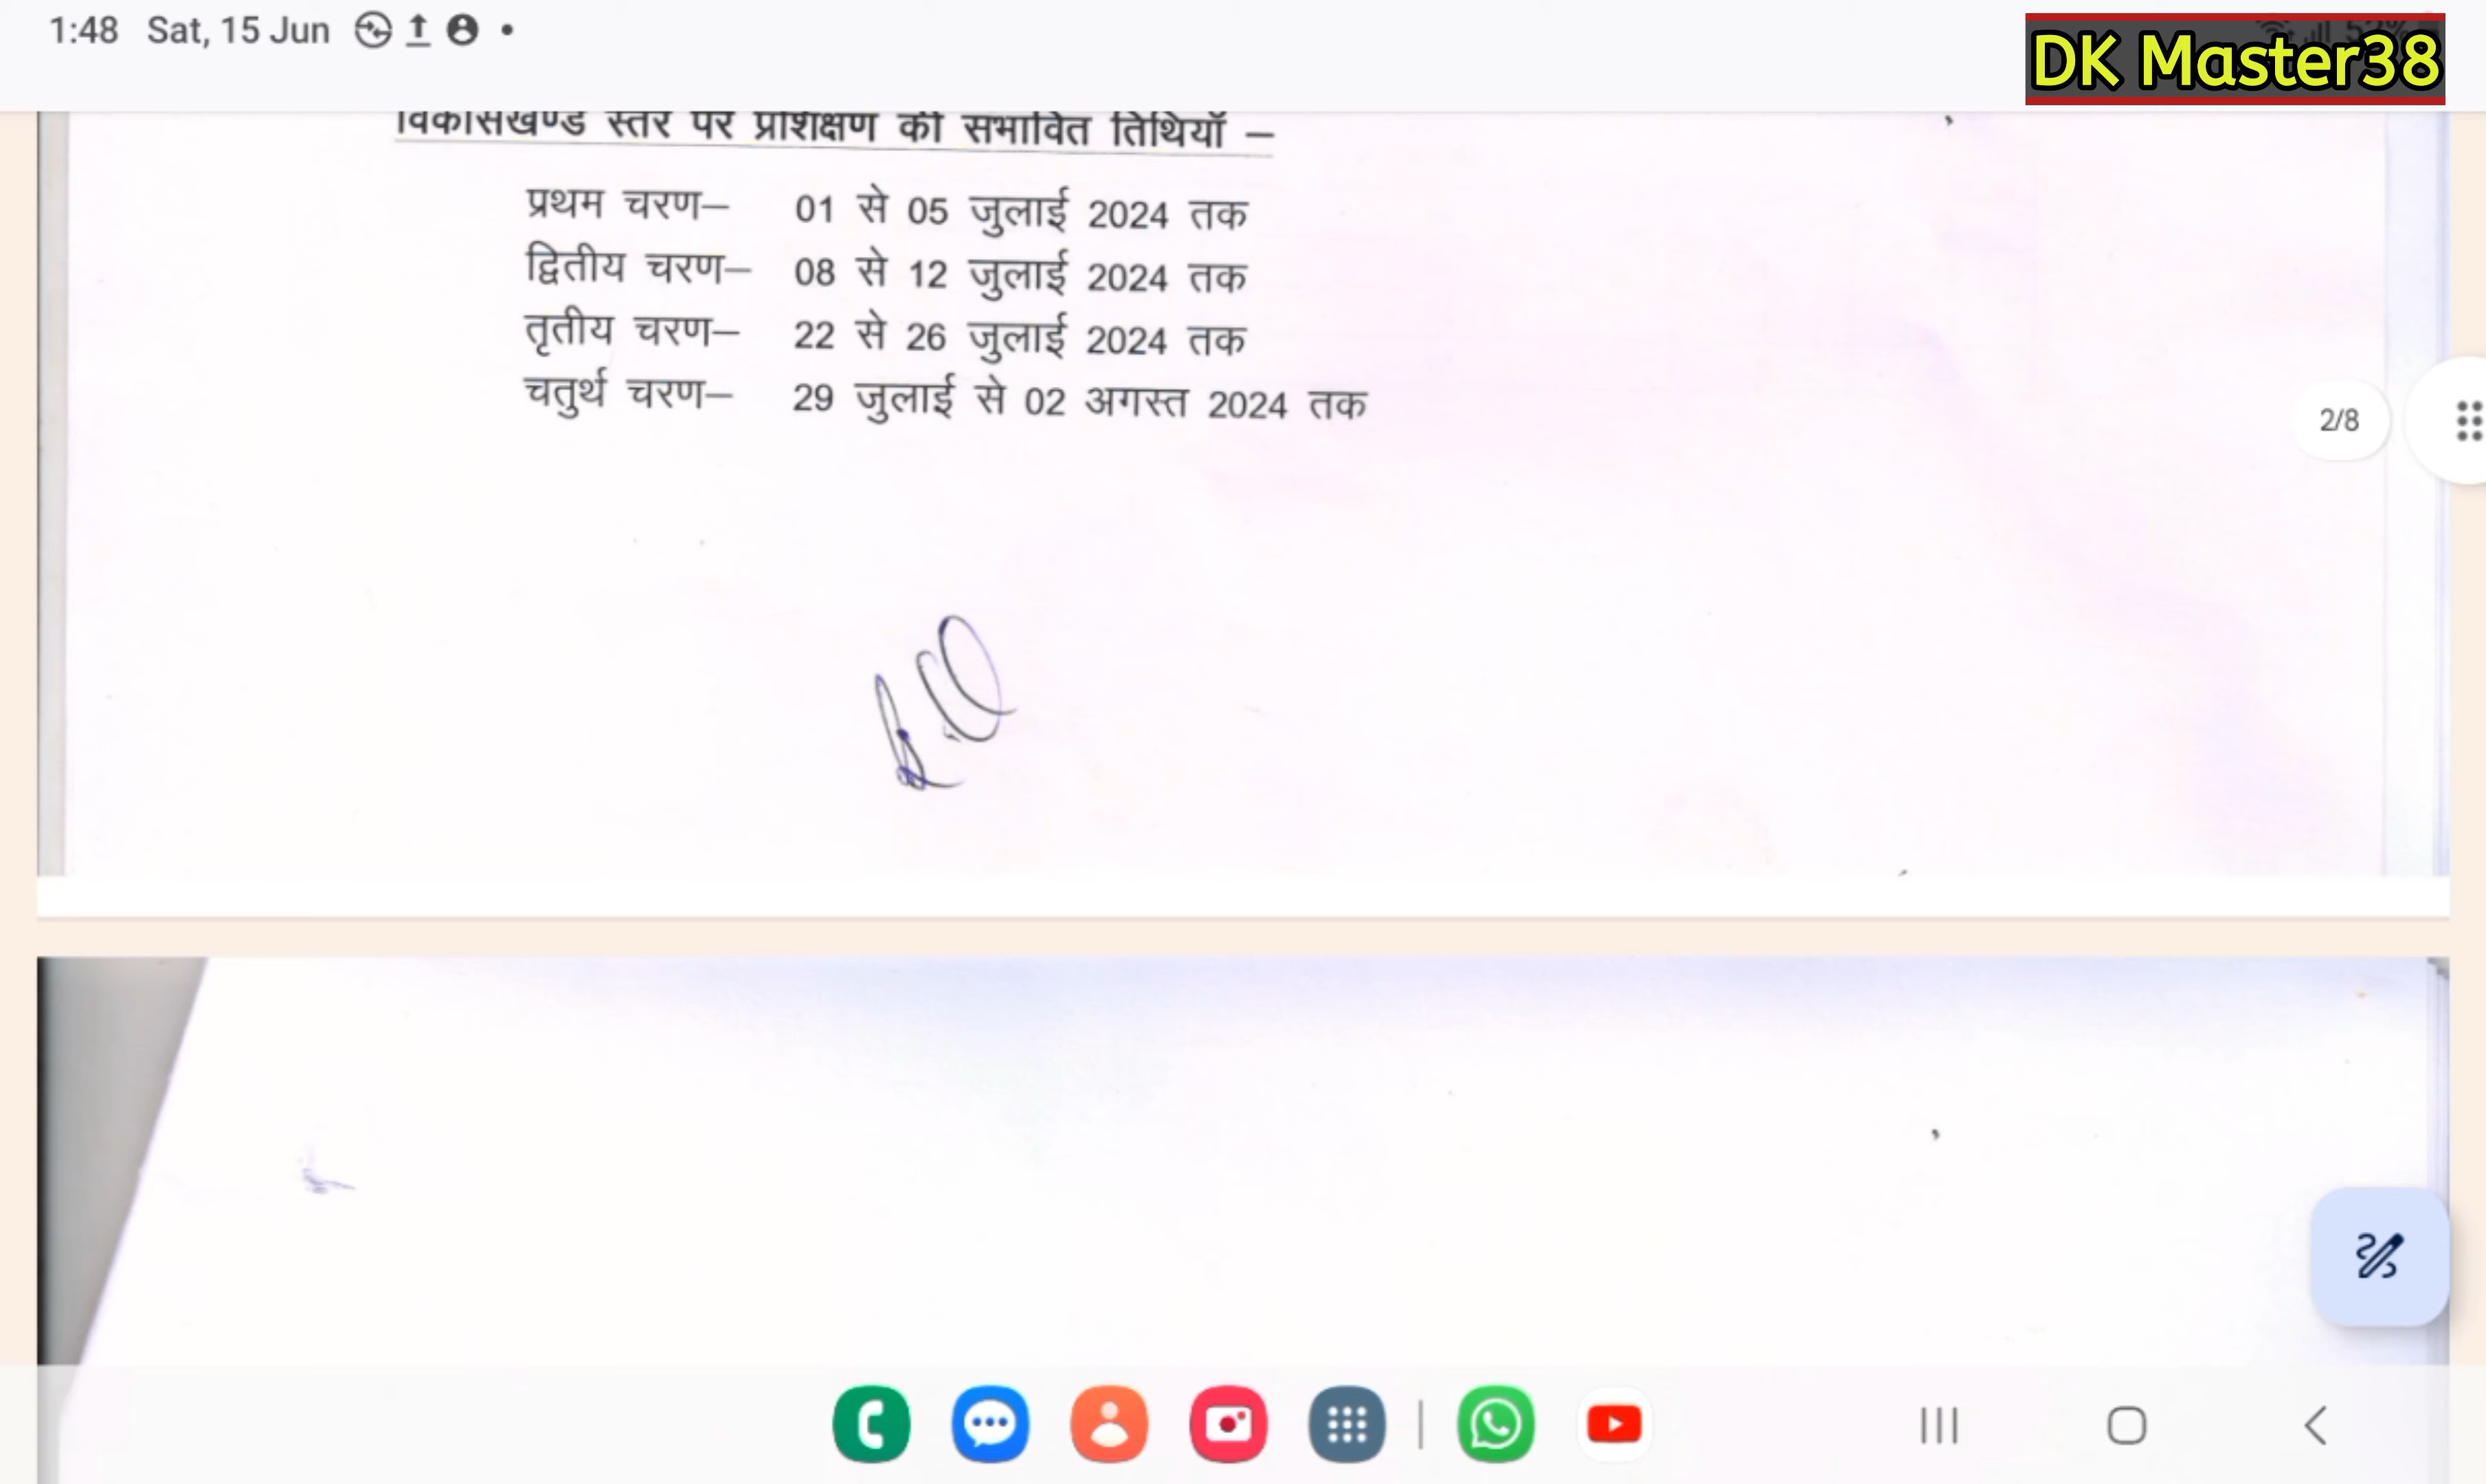 1:48 Sat, 15 Jun
DK Master38
विकासखण्ड स्तर पर प्रशिक्षण की संभावित तिथियॉ –
प्रथम चरण– 01 से 05 जुलाई 2024 तक
द्वितीय चरण– 08 से 12 जुलाई 2024 तक
तृतीय चरण– 22 से 26 जुलाई 2024 तक
चतुर्थ चरण– 29 जुलाई से 02 अगस्त 2024 तक
2/8